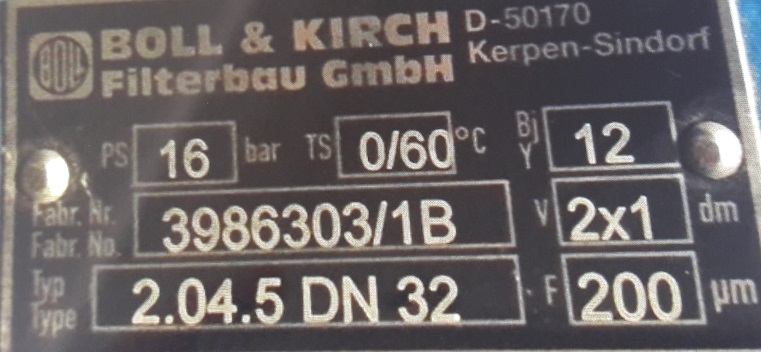 BOLL BOLL & KIRCH D-50170
Filterbau GmbH Kerpen-Sindorf
PS 16 bar TS 0/60 °C Bj Y 12
Fabr. Nr.
Fabr. No. 3986303/1B V 2x1 dm
Typ
Type 2.04.5 DN 32 F 200 µm